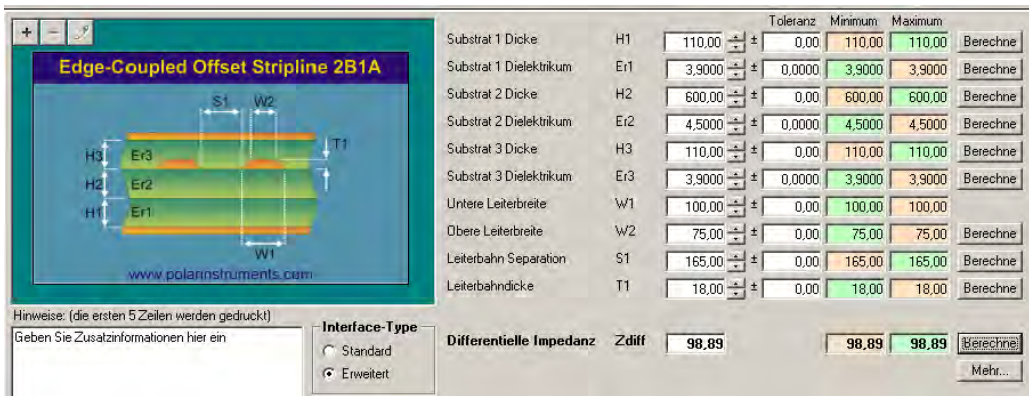 + -
Edge-Coupled Offset Stripline 2B1A
S1 W2
T1
H3 Er3
H2 Er2
H1 Er1
W1
www.polarinstruments.com
Hinweise: (die ersten 5 Zeilen werden gedruckt)
Geben Sie Zusatzinformationen hier ein
Interface-Type
Standard
Erweitert
Toleranz Minimum Maximum
Substrat 1 Dicke H1 110,00 ± 0,00 110,00 110,00 Berechne
Substrat 1 Dielektrikum Er1 3,9000 ± 0,0000 3,9000 3,9000 Berechne
Substrat 2 Dicke H2 600,00 ± 0,00 600,00 600,00 Berechne
Substrat 2 Dielektrikum Er2 4,5000 ± 0,0000 4,5000 4,5000 Berechne
Substrat 3 Dicke H3 110,00 ± 0,00 110,00 110,00 Berechne
Substrat 3 Dielektrikum Er3 3,9000 ± 0,0000 3,9000 3,9000 Berechne
Untere Leiterbreite W1 100,00 ± 0,00 100,00 100,00
Obere Leiterbreite W2 75,00 ± 0,00 75,00 75,00 Berechne
Leiterbahn Separation S1 165,00 ± 0,00 165,00 165,00 Berechne
Leiterbahndicke T1 18,00 ± 0,00 18,00 18,00 Berechne
Differentielle Impedanz Zdiff 98,89 98,89 98,89 Berechne
Mehr...